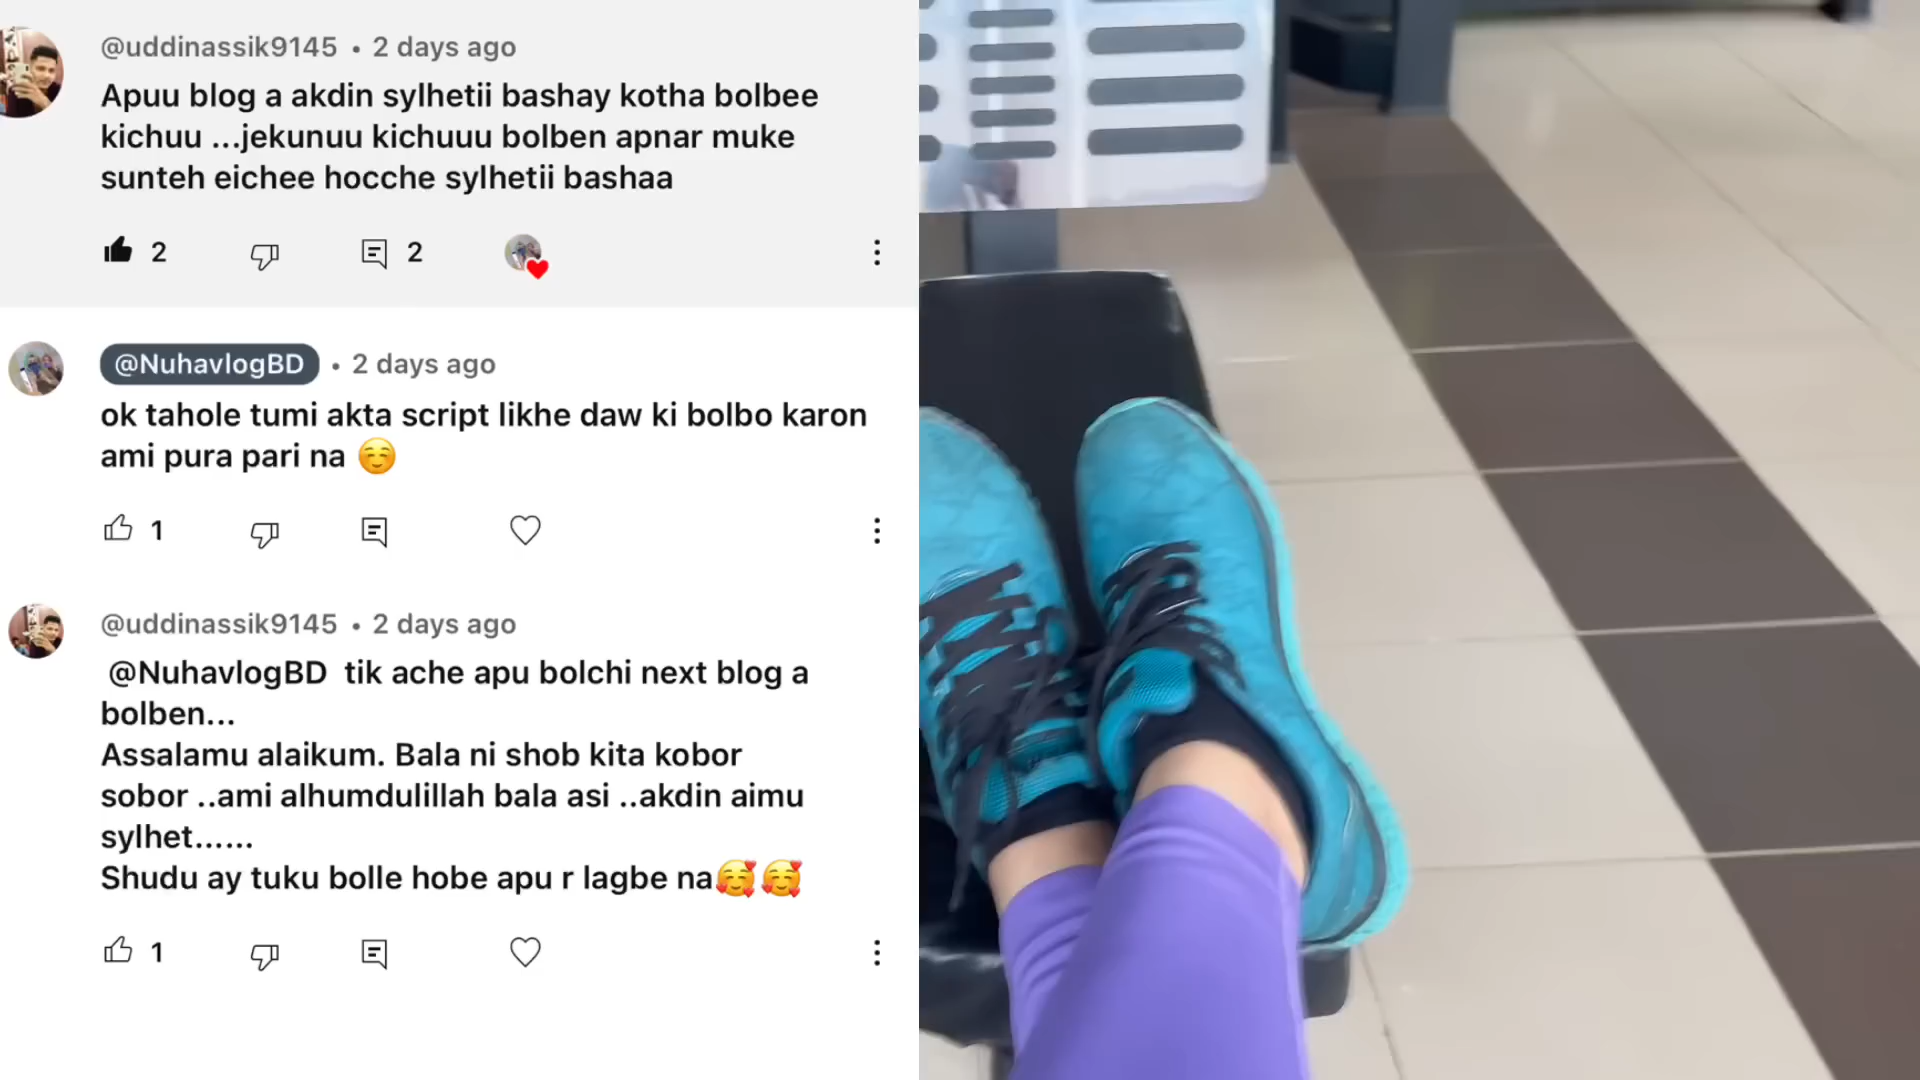 @uddinassik9145 • 2 days ago
Apuu blog a akdin sylhetii bashay kotha bolbee
kichuu ...jekunuu kichuuu bolben apnar muke
sunteh eichee hocche sylhetii bashaa
2
2
@NuhavlogBD • 2 days ago
ok tahole tumi akta script likhe daw ki bolbo karon
ami pura pari na ☺️
1
@uddinassik9145 • 2 days ago
@NuhavlogBD tik ache apu bolchi next blog a
bolben...
Assalamu alaikum. Bala ni shob kita kobor
sobor ..ami alhumdulillah bala asi ..akdin aimu
sylhet......
Shudu ay tuku bolle hobe apu r lagbe na🥰🥰
1